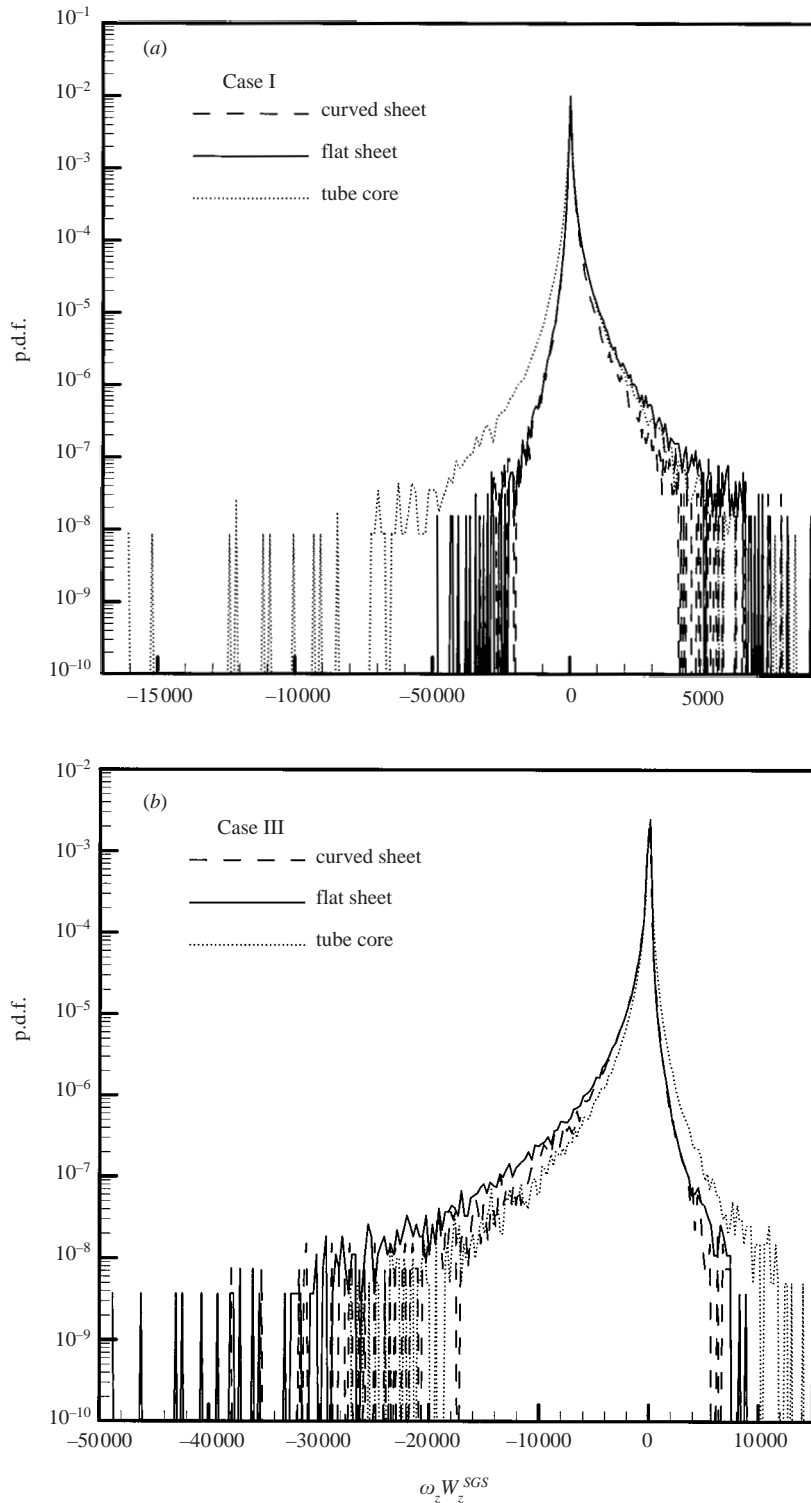 10⁻¹
(a)
Case I
10⁻²
curved sheet
flat sheet
10⁻³
tube core
10⁻⁴
p.d.f.
10⁻⁵
10⁻⁶
10⁻⁷
10⁻⁸
10⁻⁹
10⁻¹⁰
−15000 −10000 −50000 0 5000
10⁻²
(b)
Case III
10⁻³
curved sheet
flat sheet
10⁻⁴
tube core
p.d.f.
10⁻⁵
10⁻⁶
10⁻⁷
10⁻⁸
10⁻⁹
10⁻¹⁰
−50000 −40000 −30000 −20000 −10000 0 10000
ω_z W_z^{SGS}